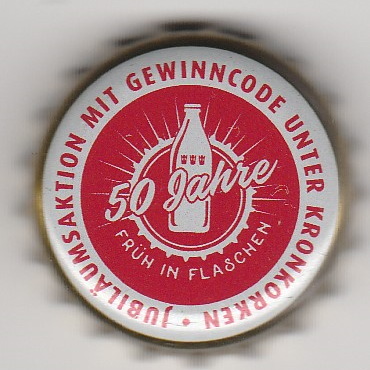 JUBILÄUMSAKTION MIT GEWINNCODE UNTER KRONKORKEN •
50 Jahre
FRÜH IN FLASCHEN